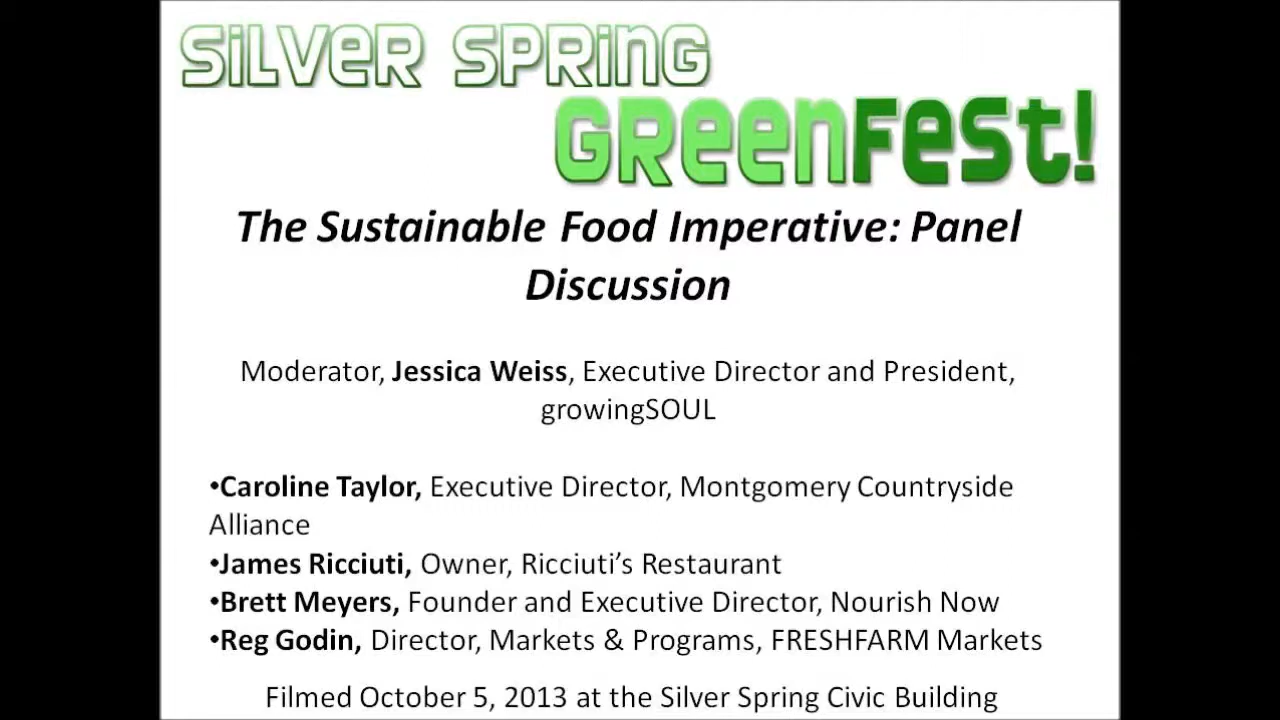 SiLVER SPRiNG
GREENFEST!
The Sustainable Food Imperative: Panel
Discussion
Moderator, Jessica Weiss, Executive Director and President,
growingSOUL
•Caroline Taylor, Executive Director, Montgomery Countryside
Alliance
•James Ricciuti, Owner, Ricciuti’s Restaurant
•Brett Meyers, Founder and Executive Director, Nourish Now
•Reg Godin, Director, Markets & Programs, FRESHFARM Markets
Filmed October 5, 2013 at the Silver Spring Civic Building